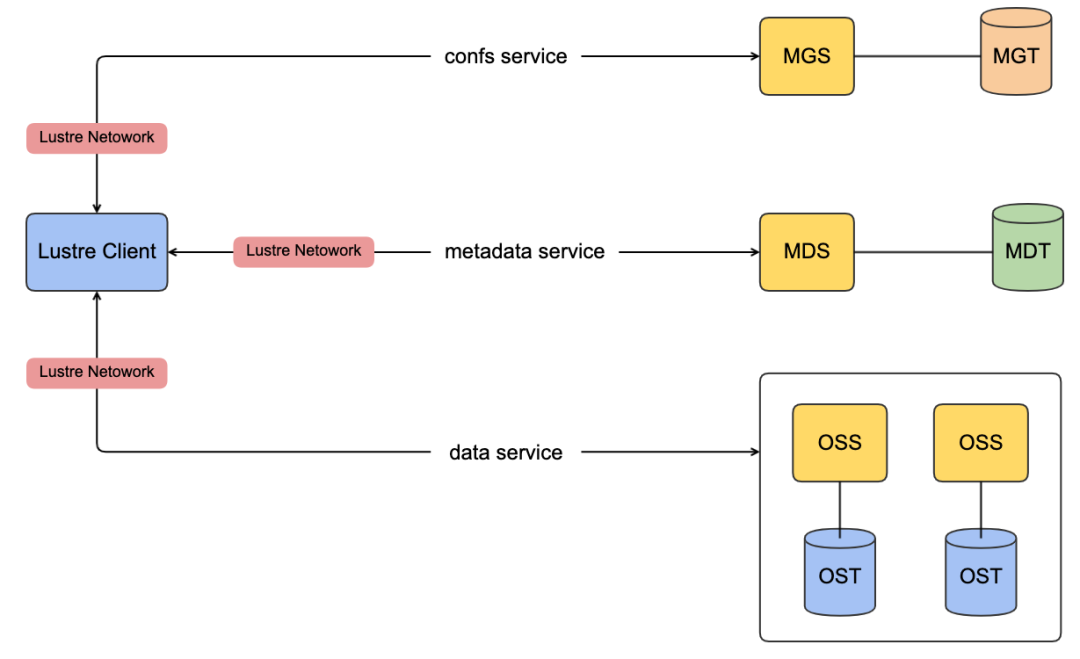 confs service
MGS
MGT
Lustre Netowork
Lustre Client
Lustre Netowork
metadata service
MDS
MDT
Lustre Netowork
data service
OSS
OSS
OST
OST